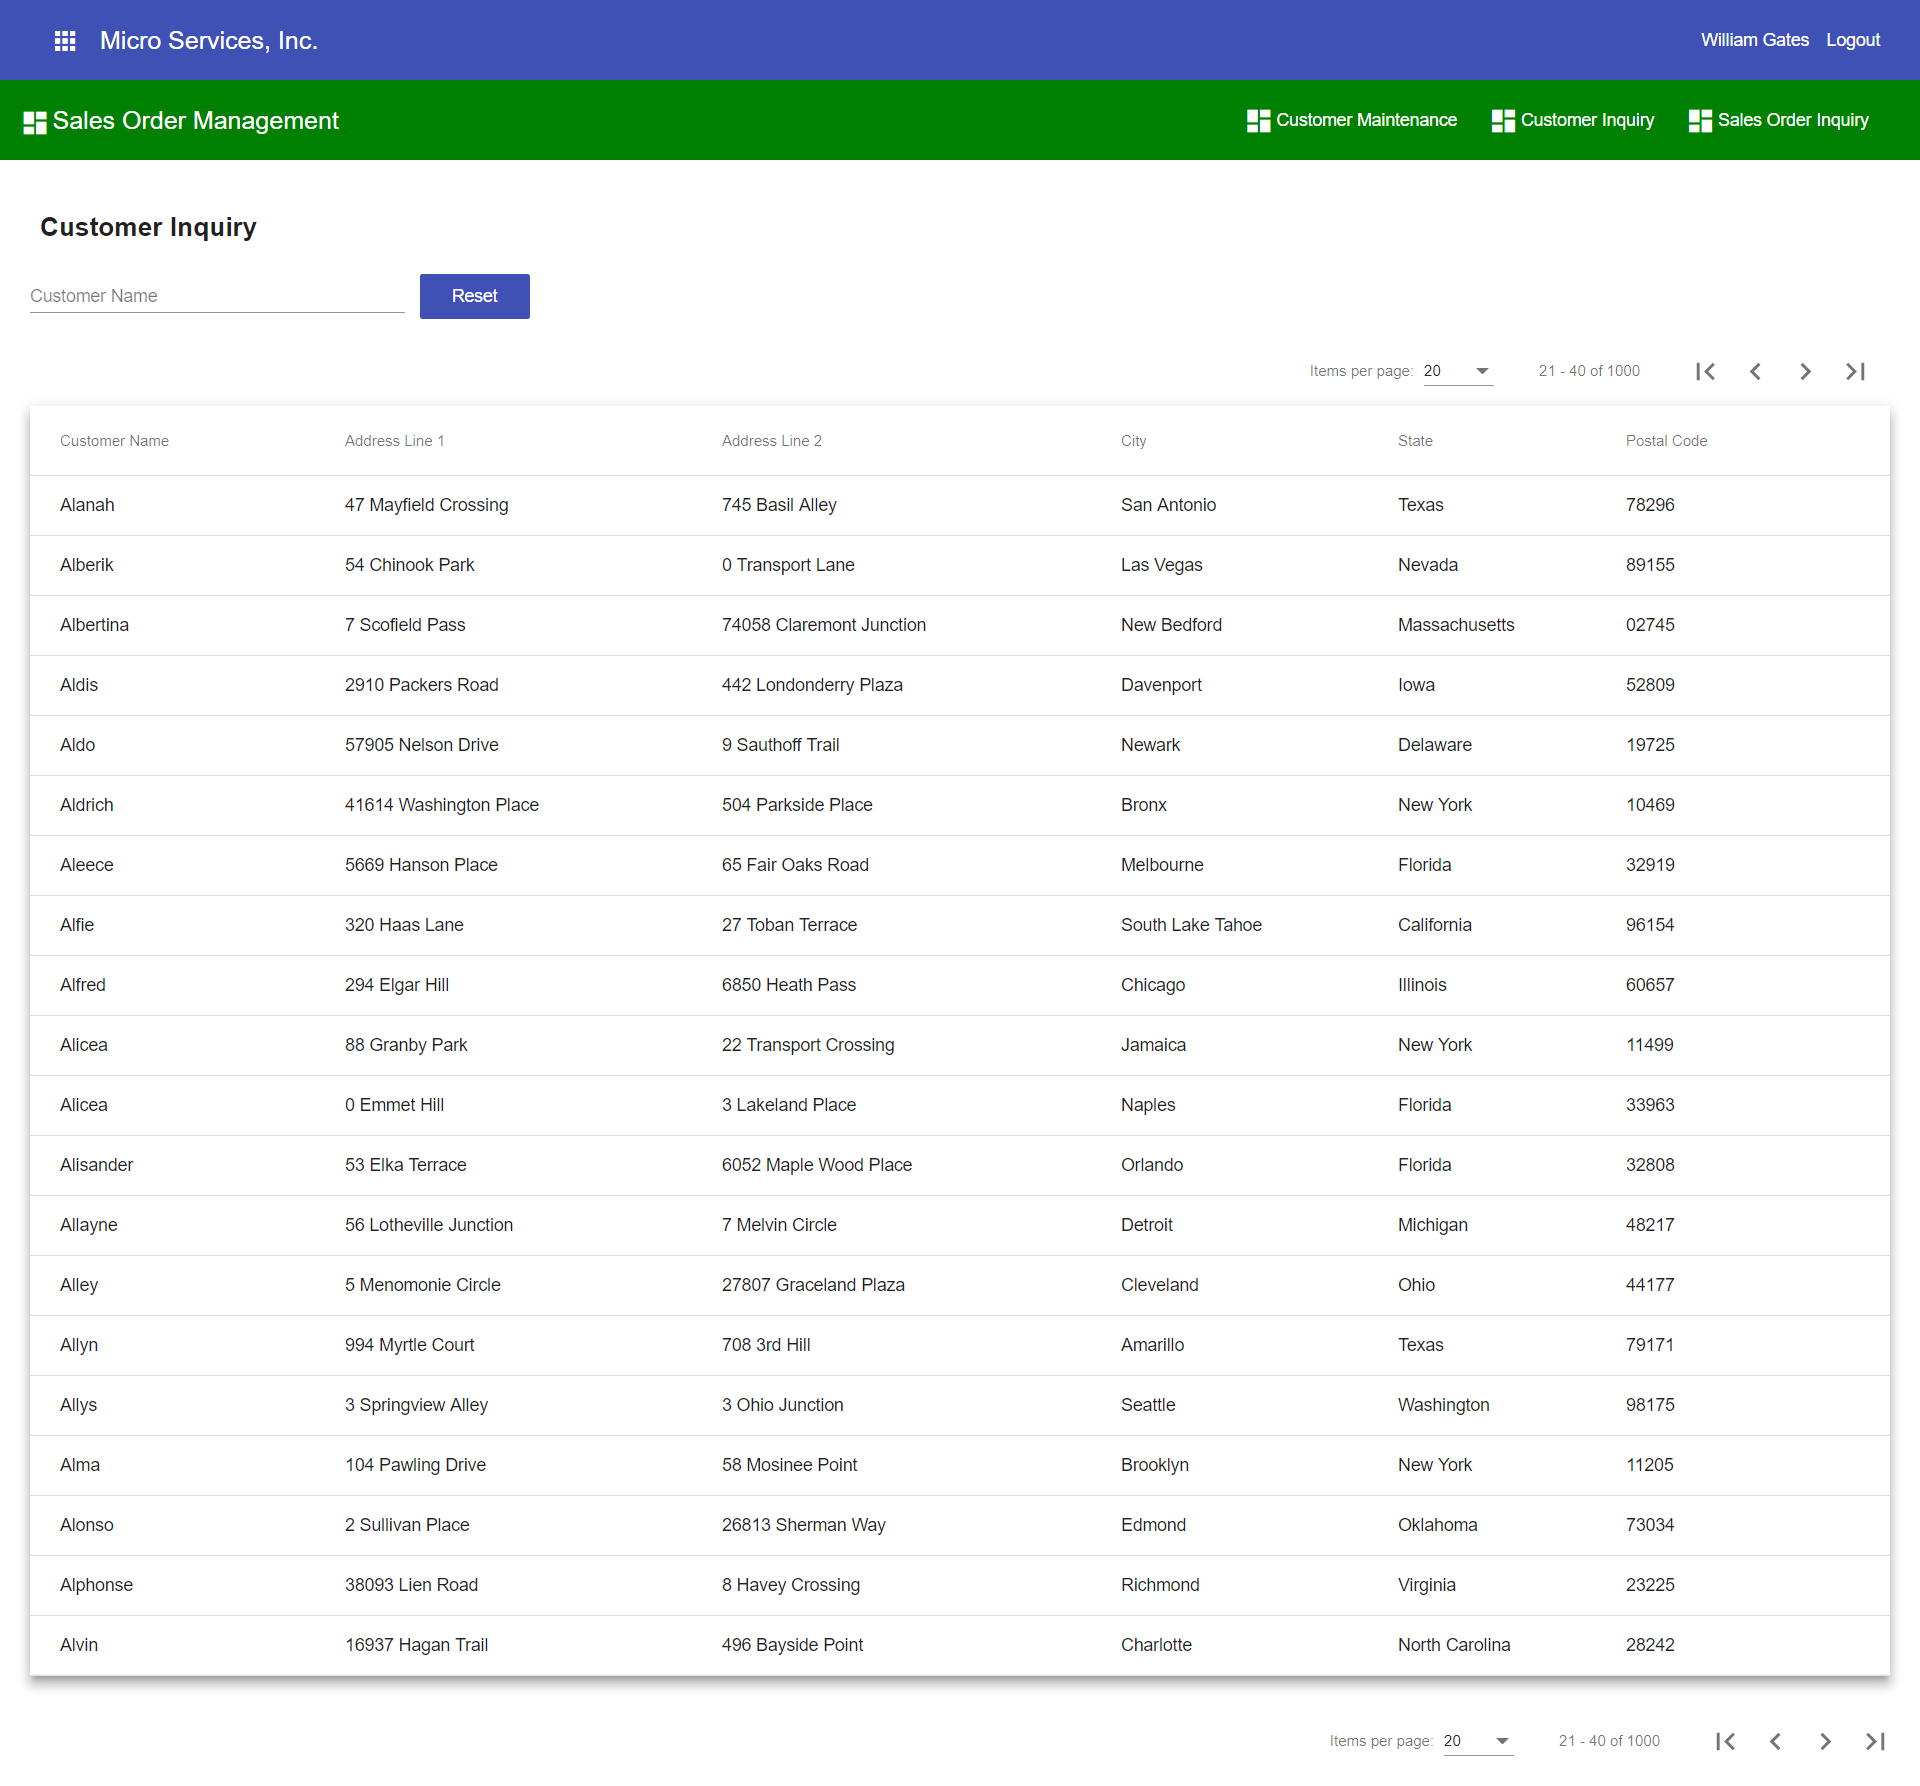 Micro Services, Inc. William Gates Logout
Sales Order Management Customer Maintenance Customer Inquiry Sales Order Inquiry
Customer Inquiry
Customer Name Reset
Items per page: 20 21 - 40 of 1000
Customer Name Address Line 1 Address Line 2 City State Postal Code
Alanah 47 Mayfield Crossing 745 Basil Alley San Antonio Texas 78296
Alberik 54 Chinook Park 0 Transport Lane Las Vegas Nevada 89155
Albertina 7 Scofield Pass 74058 Claremont Junction New Bedford Massachusetts 02745
Aldis 2910 Packers Road 442 Londonderry Plaza Davenport Iowa 52809
Aldo 57905 Nelson Drive 9 Sauthoff Trail Newark Delaware 19725
Aldrich 41614 Washington Place 504 Parkside Place Bronx New York 10469
Aleece 5669 Hanson Place 65 Fair Oaks Road Melbourne Florida 32919
Alfie 320 Haas Lane 27 Toban Terrace South Lake Tahoe California 96154
Alfred 294 Elgar Hill 6850 Heath Pass Chicago Illinois 60657
Alicea 88 Granby Park 22 Transport Crossing Jamaica New York 11499
Alicea 0 Emmet Hill 3 Lakeland Place Naples Florida 33963
Alisander 53 Elka Terrace 6052 Maple Wood Place Orlando Florida 32808
Allayne 56 Lotheville Junction 7 Melvin Circle Detroit Michigan 48217
Alley 5 Menomonie Circle 27807 Graceland Plaza Cleveland Ohio 44177
Allyn 994 Myrtle Court 708 3rd Hill Amarillo Texas 79171
Allys 3 Springview Alley 3 Ohio Junction Seattle Washington 98175
Alma 104 Pawling Drive 58 Mosinee Point Brooklyn New York 11205
Alonso 2 Sullivan Place 26813 Sherman Way Edmond Oklahoma 73034
Alphonse 38093 Lien Road 8 Havey Crossing Richmond Virginia 23225
Alvin 16937 Hagan Trail 496 Bayside Point Charlotte North Carolina 28242
Items per page: 20 21 - 40 of 1000